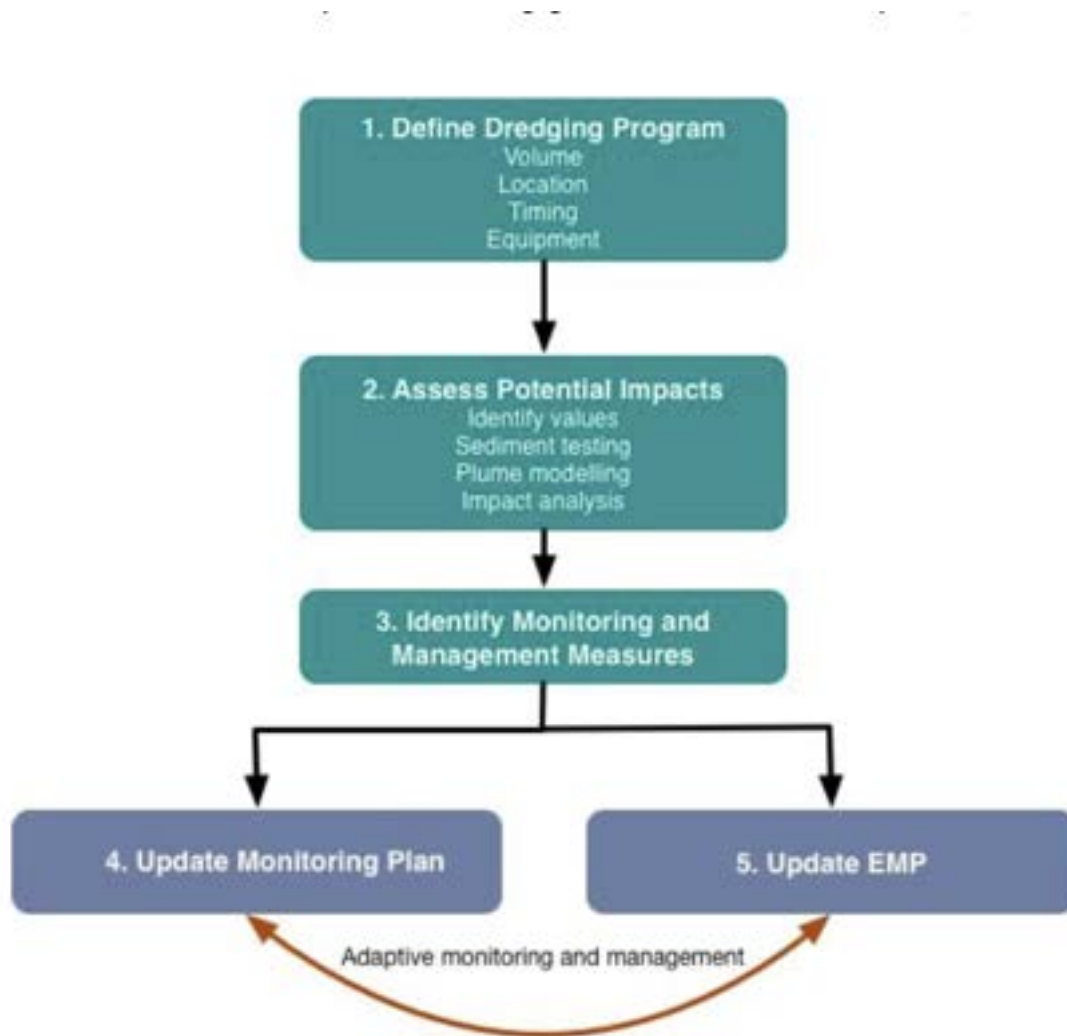 1. Define Dredging Program
Volume
Location
Timing
Equipment
2. Assess Potential Impacts
Identify values
Sediment testing
Plume modelling
Impact analysis
3. Identify Monitoring and
Management Measures
4. Update Monitoring Plan
5. Update EMP
Adaptive monitoring and management